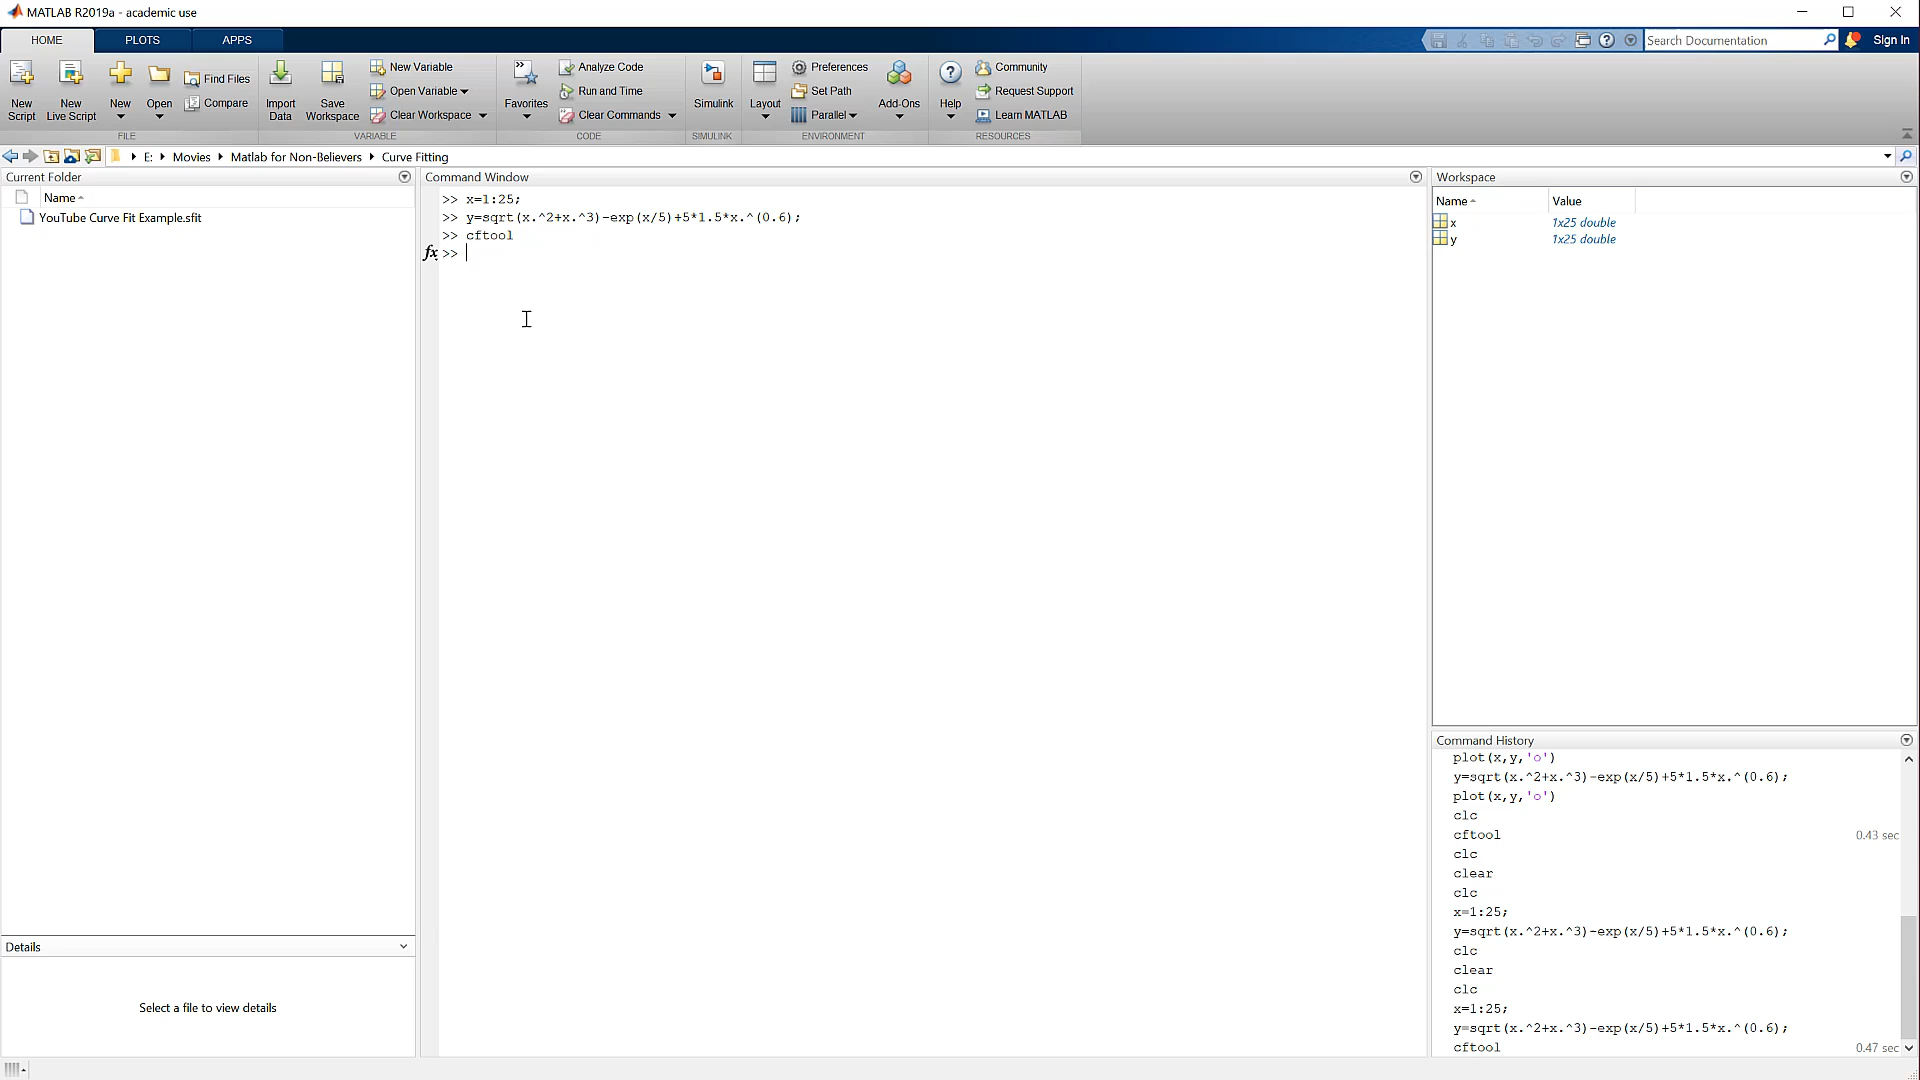 MATLAB R2019a - academic use
HOME PLOTS APPS
Search Documentation Sign In
New Script
New Live Script
New
Open
Find Files
Compare
FILE
Import Data
Save Workspace
New Variable
Open Variable
Clear Workspace
VARIABLE
Favorites
Analyze Code
Run and Time
Clear Commands
CODE
Simulink
SIMULINK
Layout
Preferences
Set Path
Parallel
Add-Ons
ENVIRONMENT
Help
Community
Request Support
Learn MATLAB
RESOURCES
E: Movies Matlab for Non-Believers Curve Fitting
Current Folder
Name
YouTube Curve Fit Example.sfit
Details
Select a file to view details
Command Window
>> x=1:25;
>> y=sqrt(x.^2+x.^3)-exp(x/5)+5*1.5*x.^(0.6);
>> cftool
fx >>
Workspace
Name Value
x 1x25 double
y 1x25 double
Command History
plot(x,y,'o')
y=sqrt(x.^2+x.^3)-exp(x/5)+5*1.5*x.^(0.6);
plot(x,y,'o')
clc
cftool 0.43 sec
clc
clear
clc
x=1:25;
y=sqrt(x.^2+x.^3)-exp(x/5)+5*1.5*x.^(0.6);
clc
clear
clc
x=1:25;
y=sqrt(x.^2+x.^3)-exp(x/5)+5*1.5*x.^(0.6);
cftool 0.47 sec